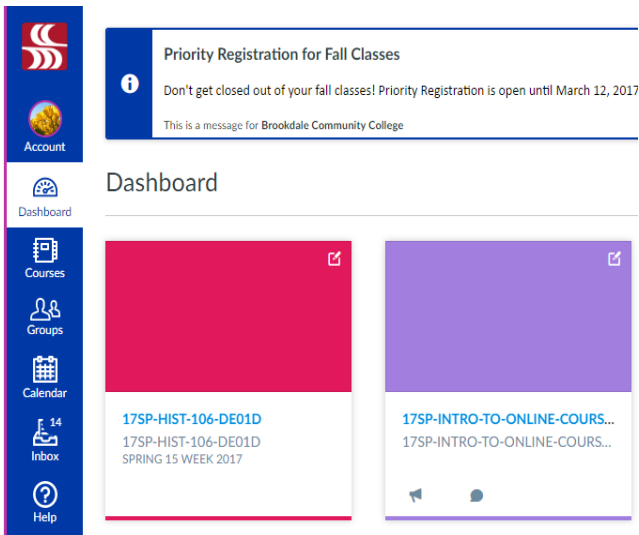 Priority Registration for Fall Classes
Don't get closed out of your fall classes! Priority Registration is open until March 12, 2017
This is a message for Brookdale Community College
Account
Dashboard
Courses
Groups
Calendar
14
Inbox
Help
Dashboard
17SP-HIST-106-DE01D
17SP-HIST-106-DE01D
SPRING 15 WEEK 2017
17SP-INTRO-TO-ONLINE-COURS...
17SP-INTRO-TO-ONLINE-COURS...